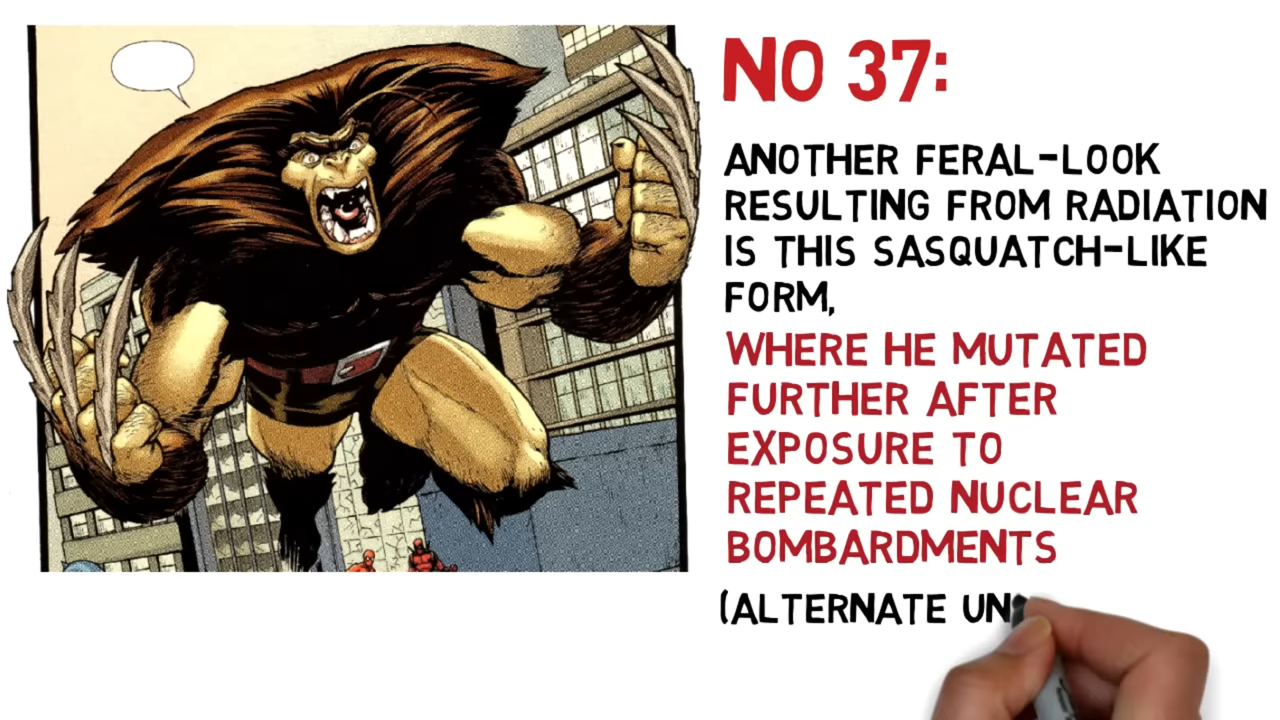 NO 37:
ANOTHER FERAL-LOOK
RESULTING FROM RADIATION
IS THIS SASQUATCH-LIKE
FORM,
WHERE HE MUTATED
FURTHER AFTER
EXPOSURE TO
REPEATED NUCLEAR
BOMBARDMENTS
(ALTERNATE UN